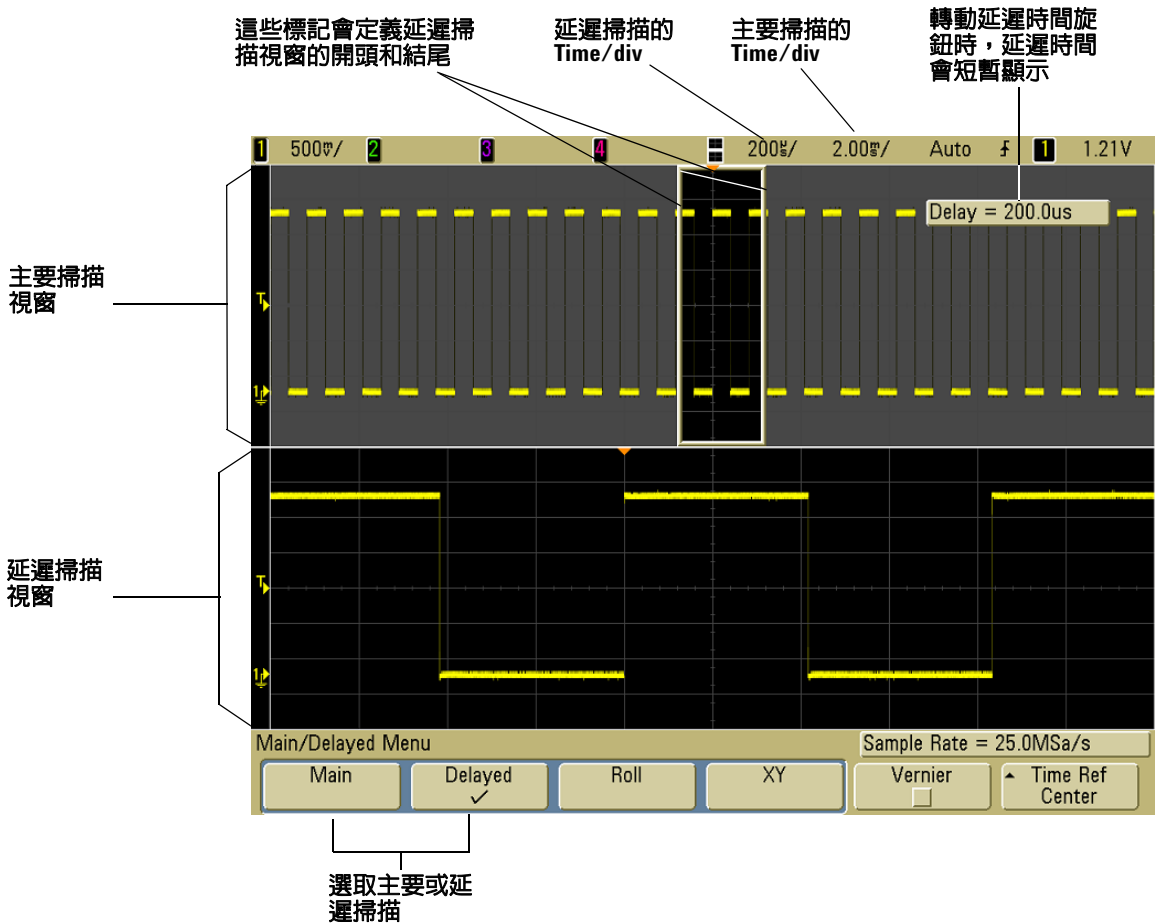 這些標記會定義延遲掃
描視窗的開頭和結尾
延遲掃描的
Time/div
主要掃描的
Time/div
轉動延遲時間旋
鈕時，延遲時間
會短暫顯示
1 500mV/ 2 3 4 200us/ 2.00ms/ Auto 1 1.21V
Delay = 200.0us
主要掃描
視窗
T
1
延遲掃描
視窗
T
1
Main/Delayed Menu
Sample Rate = 25.0MSa/s
Main
Delayed
Roll
XY
Vernier
Time Ref
Center
選取主要或延
遲掃描